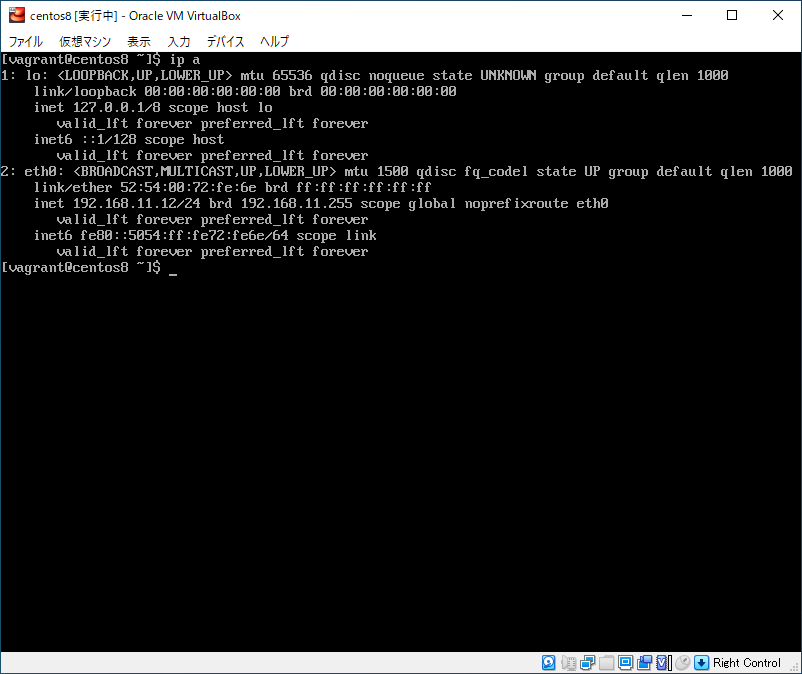 centos8 [実行中] - Oracle VM VirtualBox
ファイル 仮想マシン 表示 入力 デバイス ヘルプ
[vagrant@centos8 ~]$ ip a
1: lo: <LOOPBACK,UP,LOWER_UP> mtu 65536 qdisc noqueue state UNKNOWN group default qlen 1000
    link/loopback 00:00:00:00:00:00 brd 00:00:00:00:00:00
    inet 127.0.0.1/8 scope host lo
       valid_lft forever preferred_lft forever
    inet6 ::1/128 scope host
       valid_lft forever preferred_lft forever
2: eth0: <BROADCAST,MULTICAST,UP,LOWER_UP> mtu 1500 qdisc fq_codel state UP group default qlen 1000
    link/ether 52:54:00:72:fe:6e brd ff:ff:ff:ff:ff:ff
    inet 192.168.11.12/24 brd 192.168.11.255 scope global noprefixroute eth0
       valid_lft forever preferred_lft forever
    inet6 fe80::5054:ff:fe72:fe6e/64 scope link
       valid_lft forever preferred_lft forever
[vagrant@centos8 ~]$ _
Right Control